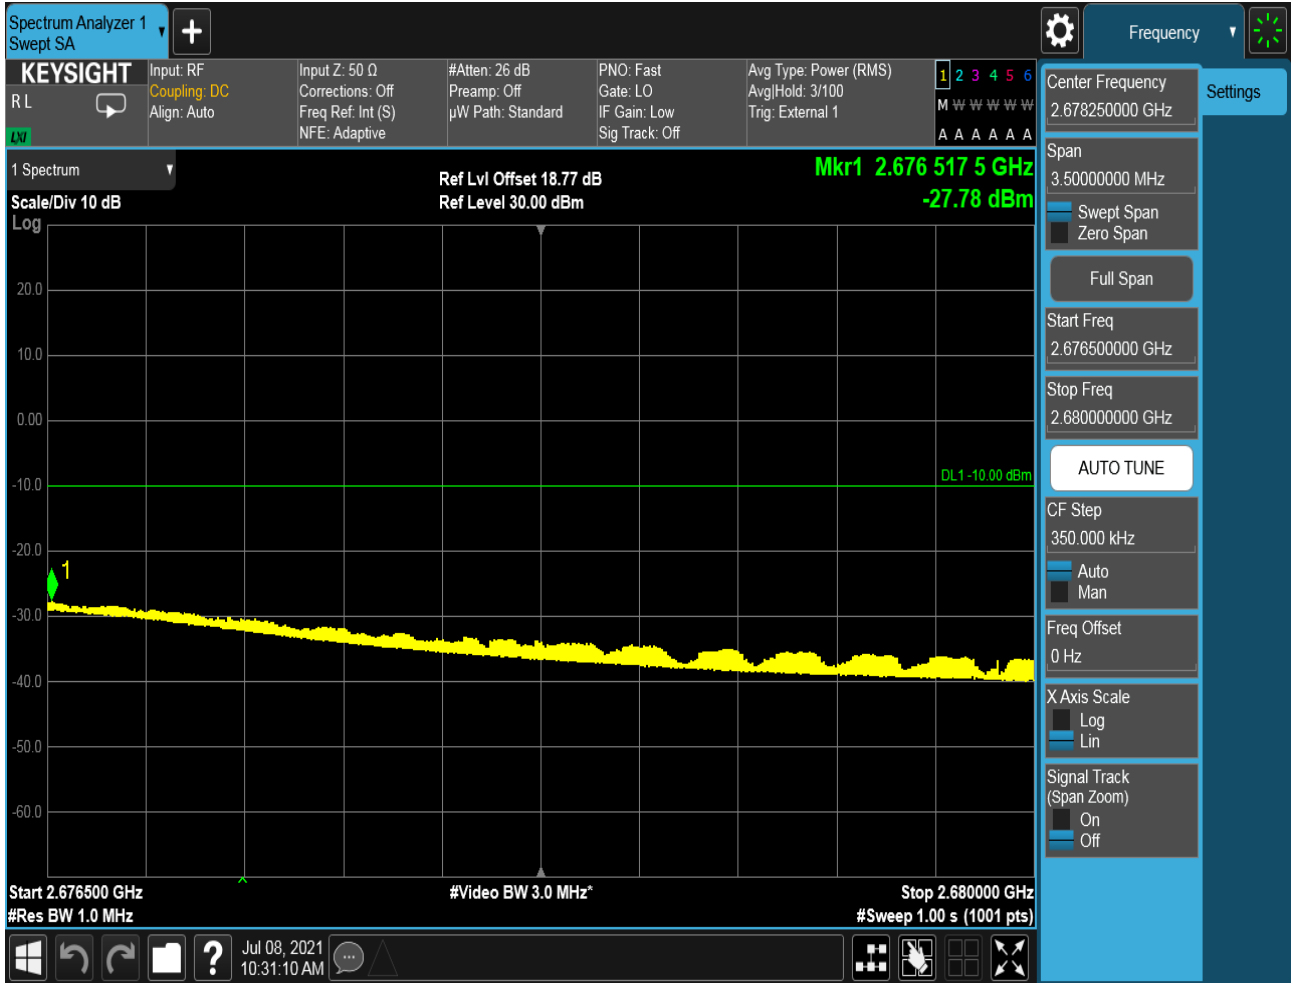 Spectrum Analyzer 1
Swept SA
+
Frequency
KEYSIGHT
R L
LXI
Input: RF
Coupling: DC
Align: Auto
Input Z: 50 Ω
Corrections: Off
Freq Ref: Int (S)
NFE: Adaptive
#Atten: 26 dB
Preamp: Off
µW Path: Standard
PNO: Fast
Gate: LO
IF Gain: Low
Sig Track: Off
Avg Type: Power (RMS)
Avg|Hold: 3/100
Trig: External 1
1 2 3 4 5 6
M W W W W W
A A A A A A
1 Spectrum
Scale/Div 10 dB
Log
Ref Lvl Offset 18.77 dB
Ref Level 30.00 dBm
Mkr1 2.676 517 5 GHz
-27.78 dBm
20.0
10.0
0.00
-10.0
-20.0
-30.0
-40.0
-50.0
-60.0
DL1 -10.00 dBm
1
Start 2.676500 GHz
#Res BW 1.0 MHz
#Video BW 3.0 MHz*
Stop 2.680000 GHz
#Sweep 1.00 s (1001 pts)
Center Frequency
2.678250000 GHz
Span
3.50000000 MHz
Swept Span
Zero Span
Full Span
Start Freq
2.676500000 GHz
Stop Freq
2.680000000 GHz
AUTO TUNE
CF Step
350.000 kHz
Auto
Man
Freq Offset
0 Hz
X Axis Scale
Log
Lin
Signal Track
(Span Zoom)
On
Off
Settings
?
Jul 08, 2021
10:31:10 AM